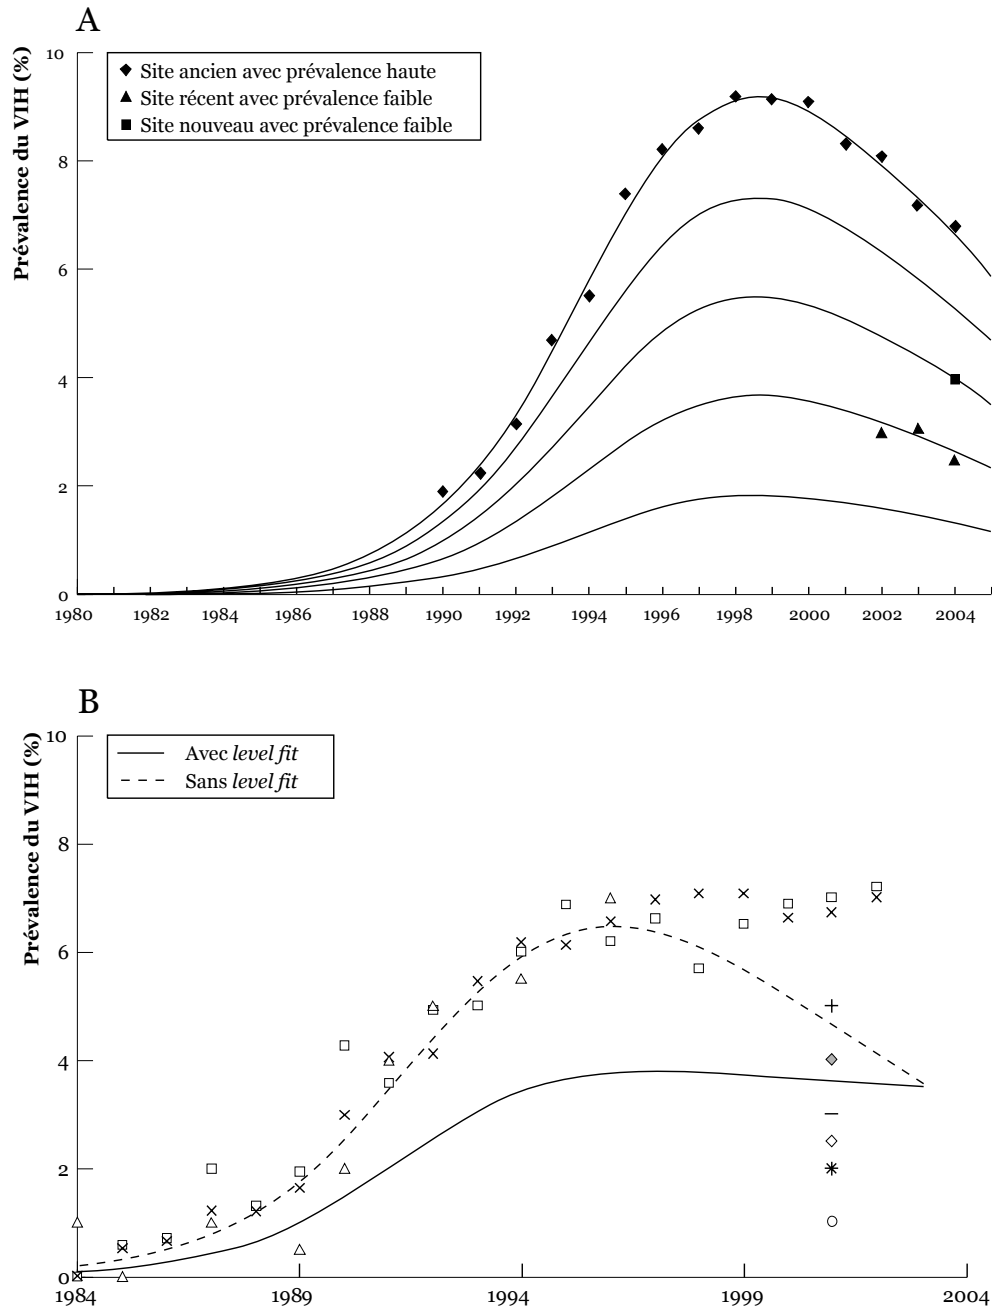 A
Prévalence du VIH (%)
10
8
6
4
2
0
Site ancien avec prévalence haute
Site récent avec prévalence faible
Site nouveau avec prévalence faible
1980 1982 1984 1986 1988 1990 1992 1994 1996 1998 2000 2002 2004
B
Prévalence du VIH (%)
10
8
6
4
2
0
Avec level fit
Sans level fit
1984 1989 1994 1999 2004